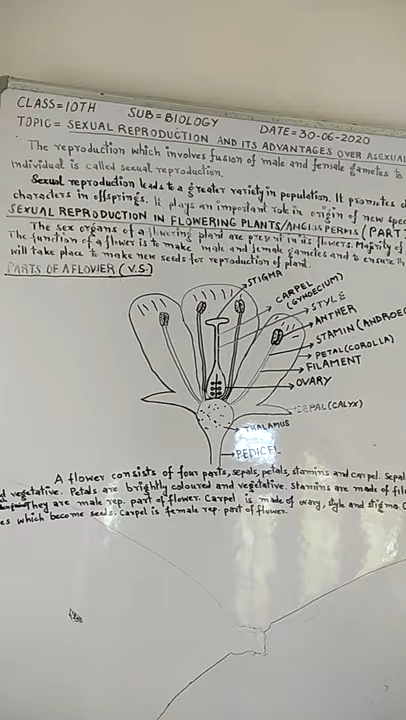 CLASS=10TH SUB=BIOLOGY DATE=30-06-2020
TOPIC= SEXUAL REPRODUCTION AND ITS ADVANTAGES OVER ASEXUAL
The reproduction which involves fusion of male and female gametes to
individual is called sexual reproduction.
Sexual reproduction leads to a greater variety in population. It promotes
characters in offsprings. It plays an important role in origin of new spec
SEXUAL REPRODUCTION IN FLOWERING PLANTS/ANGIOSPERMS (PART
The sex organs of a flowering plant are present in its flowers. Majority of
The function of a flower is to make male and female gametes and to ensure th
will take place to make new seeds for reproduction of plant.
PARTS OF A FLOWER (V.S.)
STIGMA
CARPEL
(GYNOECIUM)
STYLE
ANTHER
STAMIN (ANDROEC
PETAL (COROLLA)
FILAMENT
OVARY
SEPAL (CALYX)
THALAMUS
PEDICEL
A flower consists of four parts, sepals, petals, stamins and carpel. Sepal
vegetative. Petals are brightly coloured and vegetative. Stamins are made of fil
They are male rep. part of flower. Carpel is made of ovary, style and stigma.
es which become seeds. Carpel is female rep. part of flower.